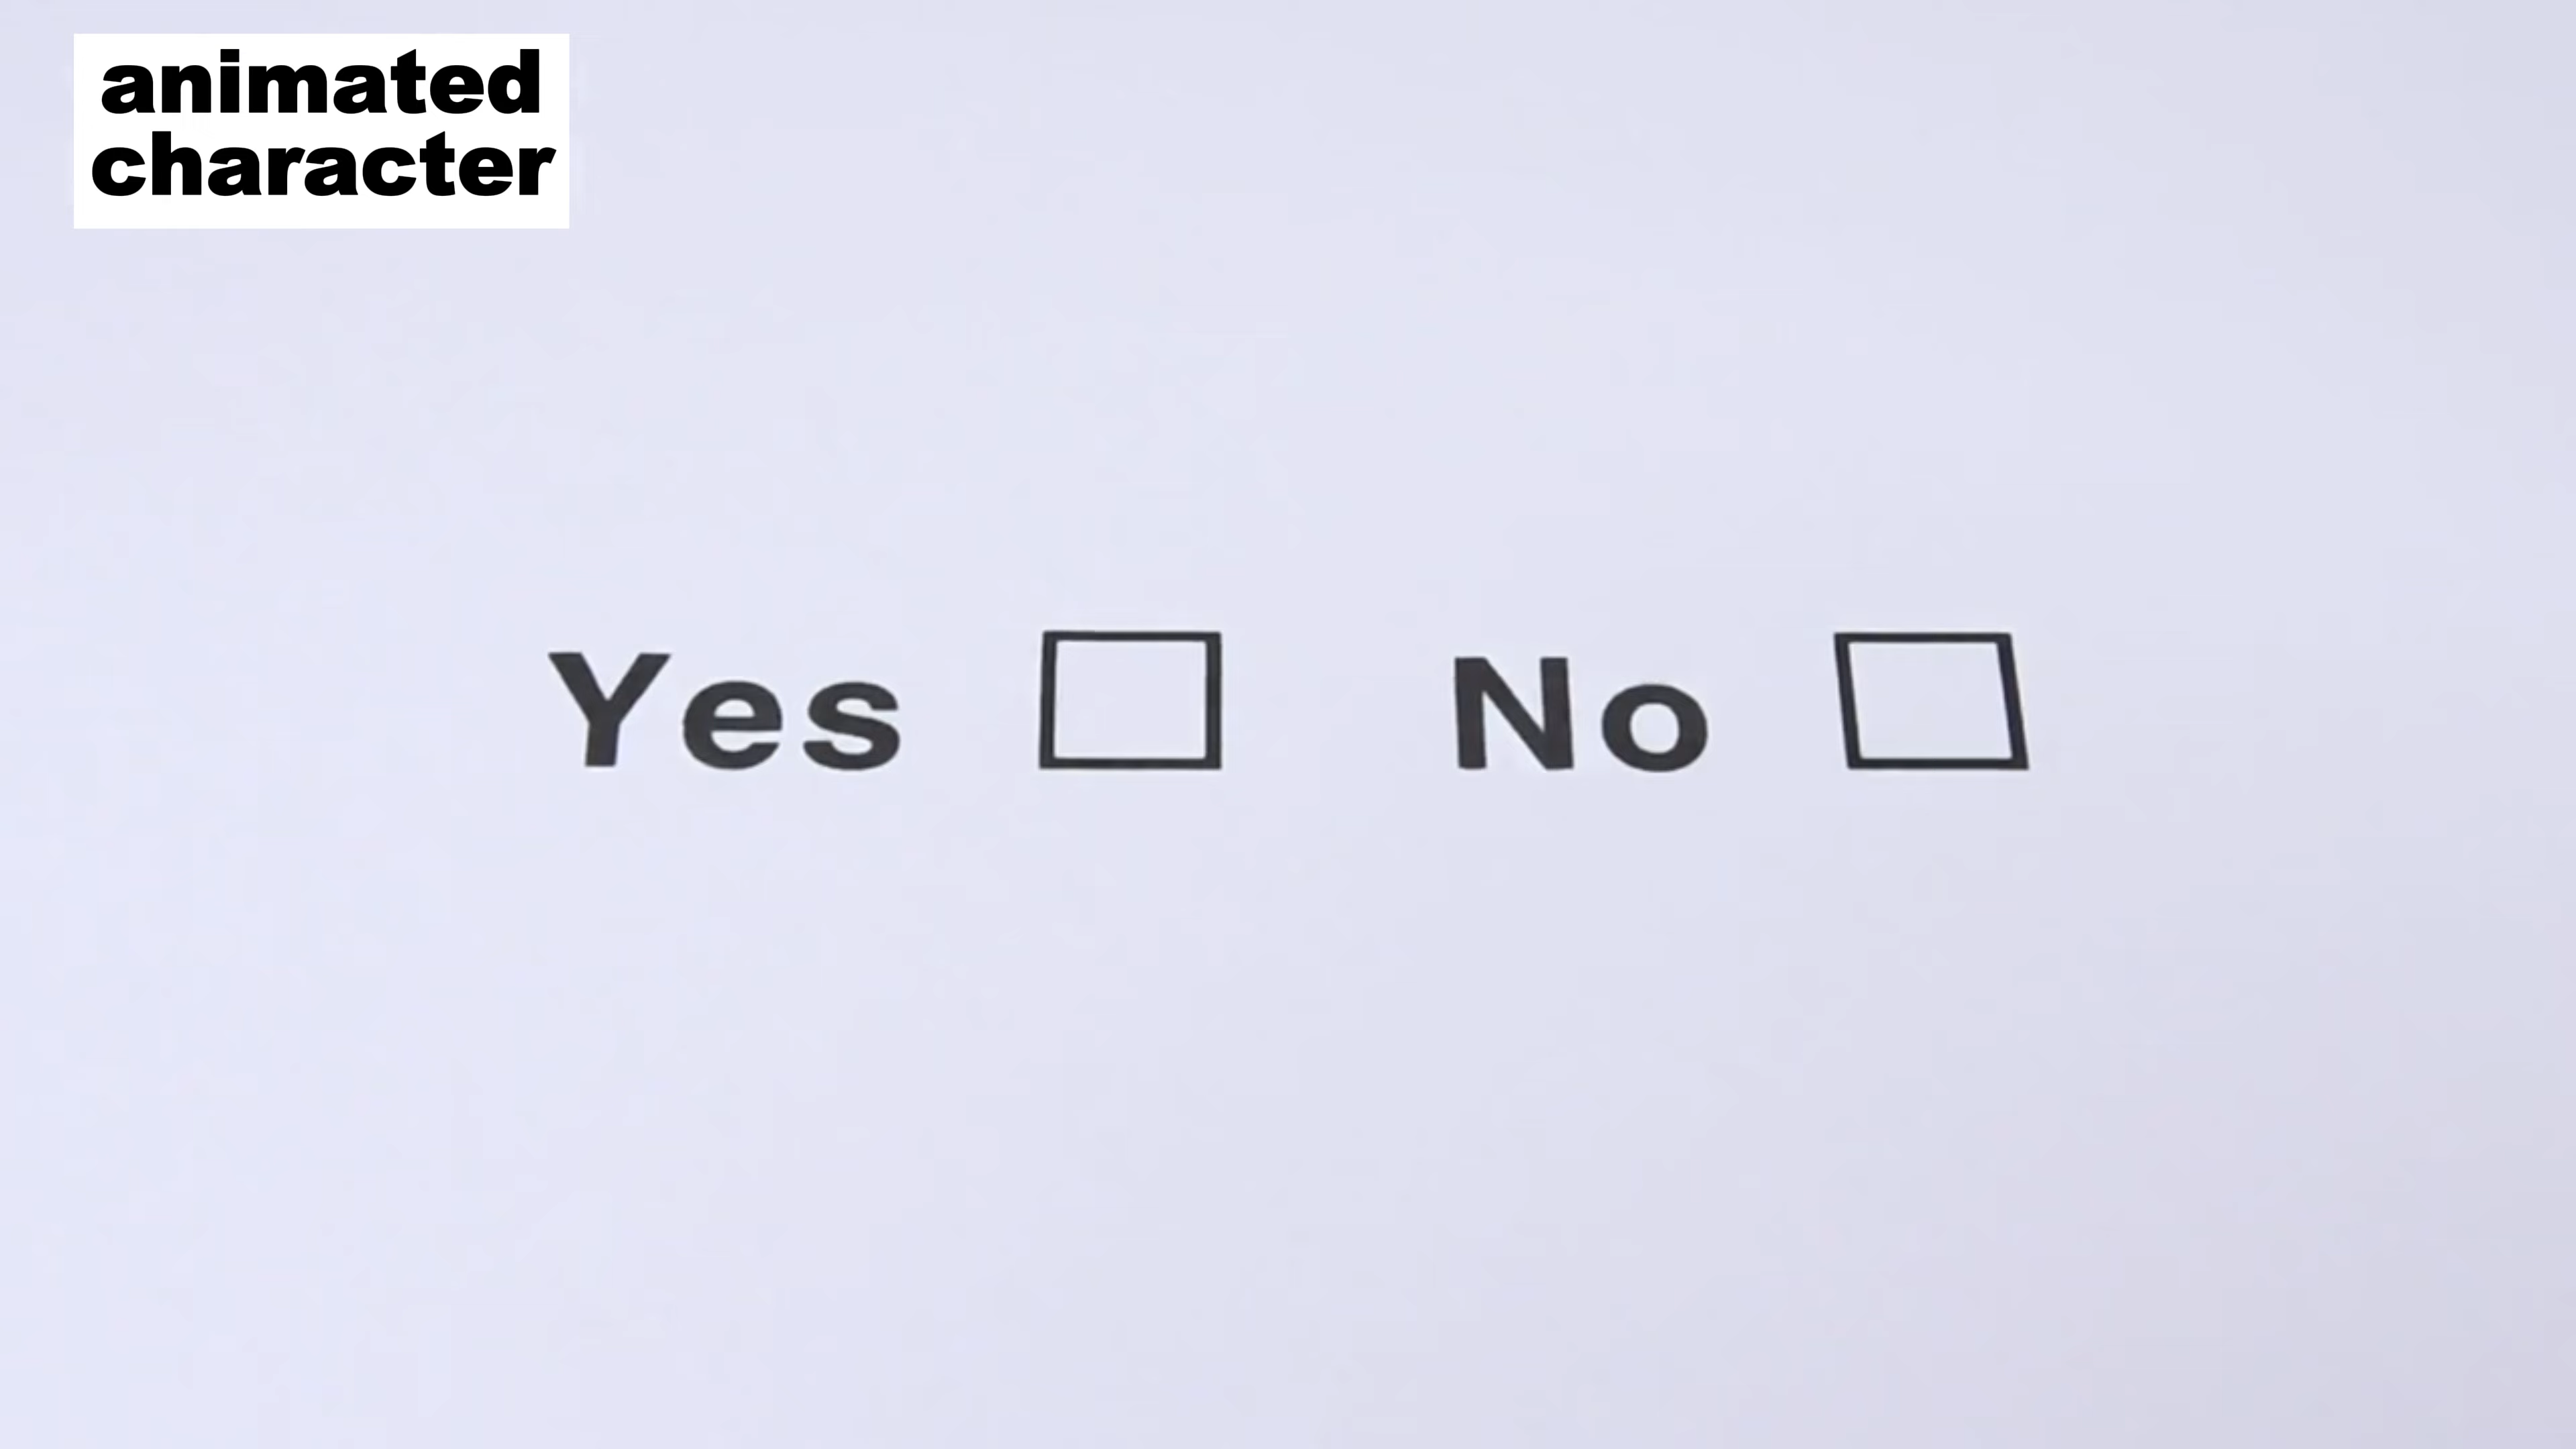 animated
character
Yes No